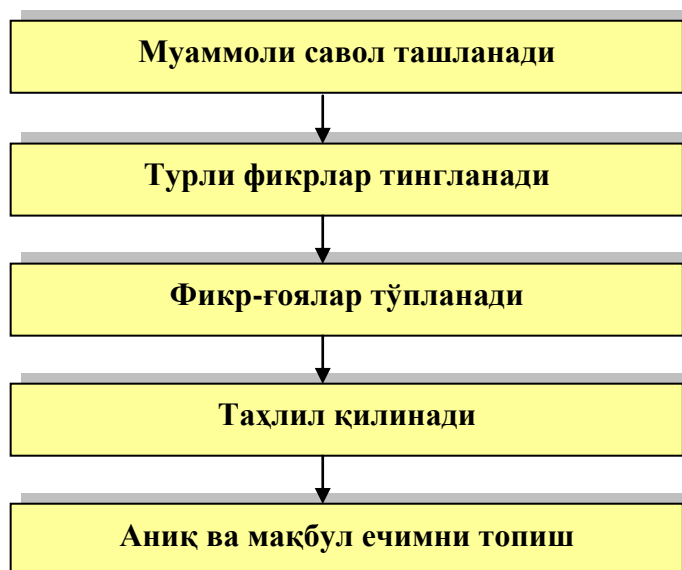 Муаммоли савол ташланади
Турли фикрлар тингланади
Фикр-ғоялар тўпланади
Таҳлил қилинади
Аниқ ва мақбул ечимни топиш